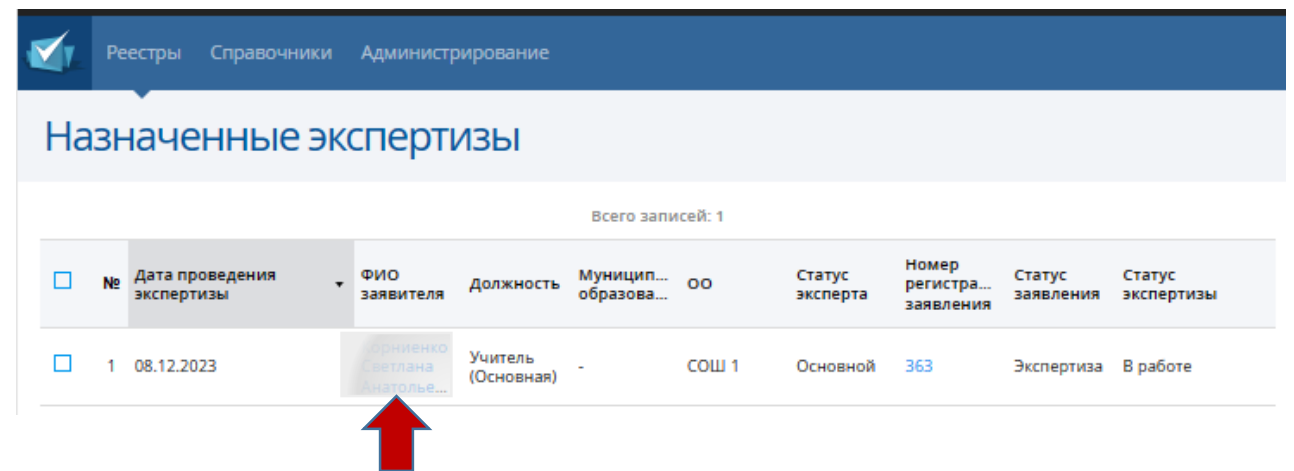 Реестры Справочники Администрирование
Назначенные экспертизы
Всего записей: 1
№ Дата проведения экспертизы ФИО заявителя Должность Муницип... образова... ОО Статус эксперта Номер регистра... заявления Статус заявления Статус экспертизы
1 08.12.2023 Учитель (Основная) - СОШ 1 Основной 363 Экспертиза В работе